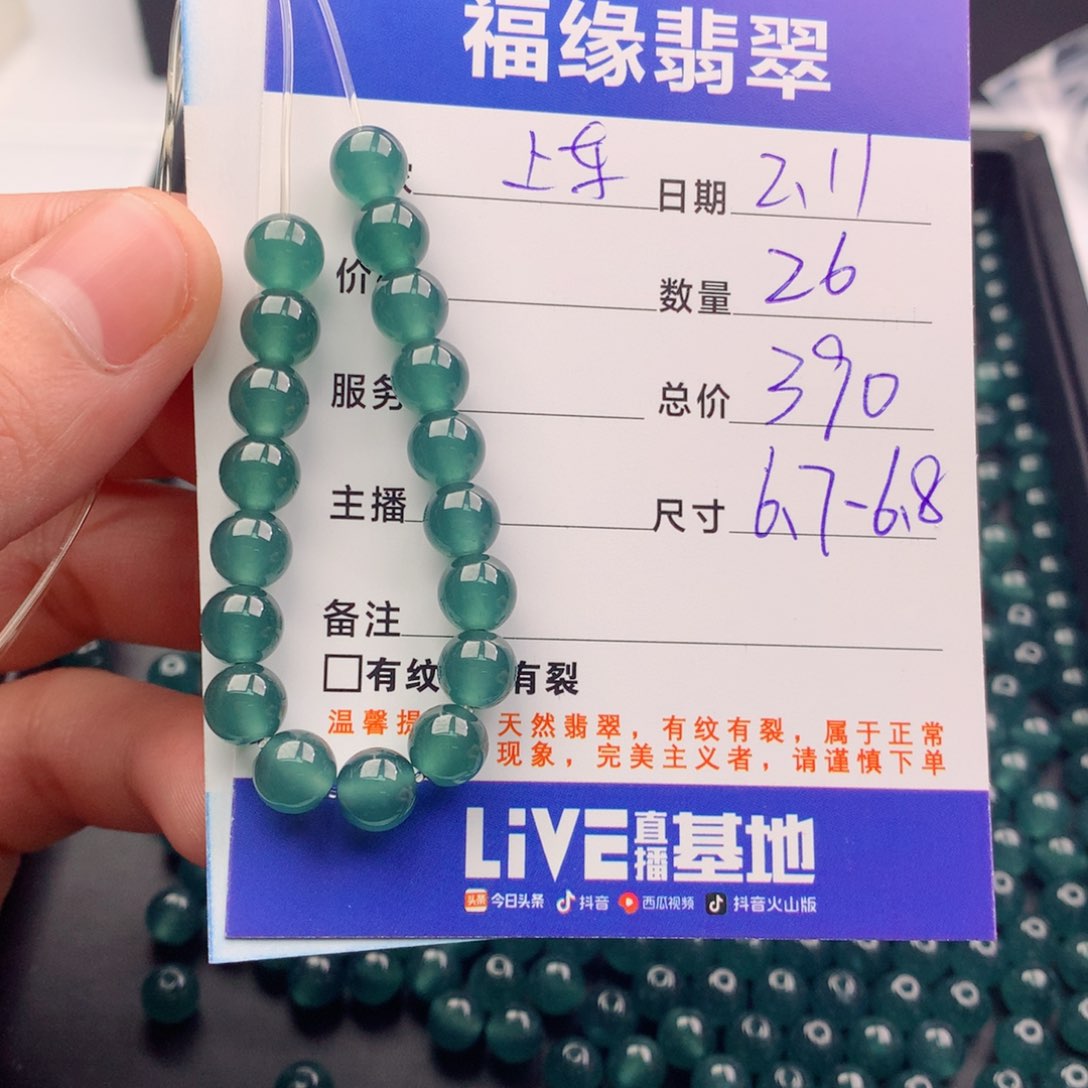 福缘翡翠
上车 日期 2.11
价 数量 26
服务 总价 390
主播 尺寸 6.7-6.8
备注
有纹 有裂
温馨提 天然翡翠，有纹有裂，属于正常
现象，完美主义者，请谨慎下单
LiVE直播基地
头条 今日头条 抖音 西瓜视频 抖音火山版